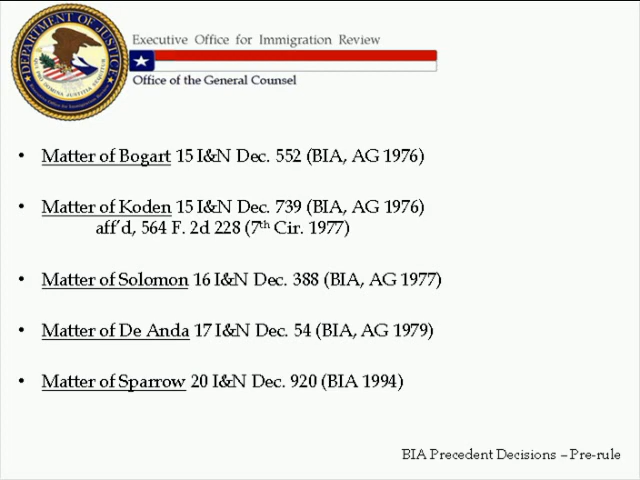 DEPARTMENT OF JUSTICE
Executive Office for Immigration Review
Office of the General Counsel
• Matter of Bogart 15 I&N Dec. 552 (BIA, AG 1976)
• Matter of Koden 15 I&N Dec. 739 (BIA, AG 1976)
aff'd, 564 F. 2d 228 (7th Cir. 1977)
• Matter of Solomon 16 I&N Dec. 388 (BIA, AG 1977)
• Matter of De Anda 17 I&N Dec. 54 (BIA, AG 1979)
• Matter of Sparrow 20 I&N Dec. 920 (BIA 1994)
BIA Precedent Decisions – Pre-rule